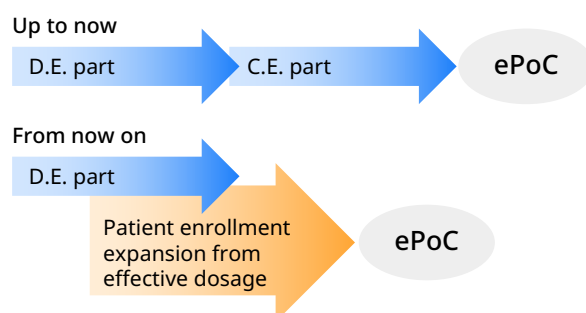 Up to now
D.E. part
C.E. part
ePoC
From now on
D.E. part
Patient enrollment
expansion from
effective dosage
ePoC